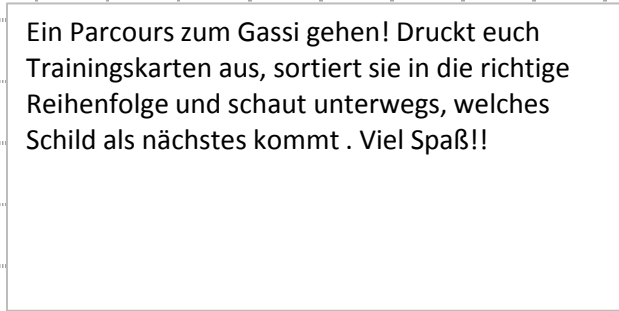 Ein Parcours zum Gassi gehen! Druckt euch
Trainingskarten aus, sortiert sie in die richtige
Reihenfolge und schaut unterwegs, welches
Schild als nächstes kommt . Viel Spaß!!